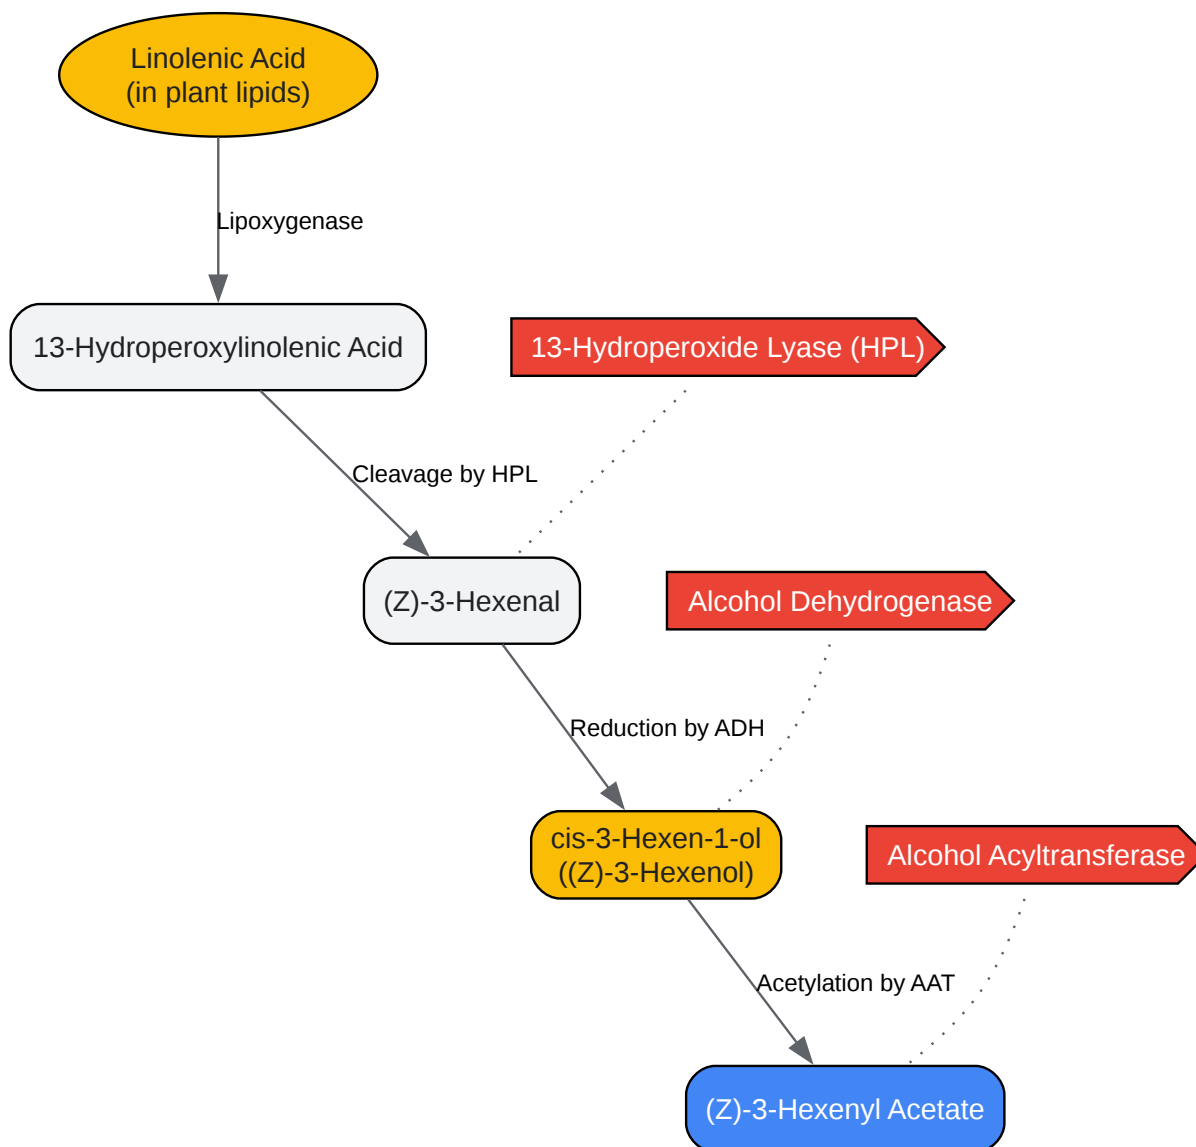 Linolenic Acid
(in plant lipids)
Lipoxygenase
13-Hydroperoxylinolenic Acid
13-Hydroperoxide Lyase (HPL)
Cleavage by HPL
(Z)-3-Hexenal
Alcohol Dehydrogenase
Reduction by ADH
cis-3-Hexen-1-ol
((Z)-3-Hexenol)
Alcohol Acyltransferase
Acetylation by AAT
(Z)-3-Hexenyl Acetate